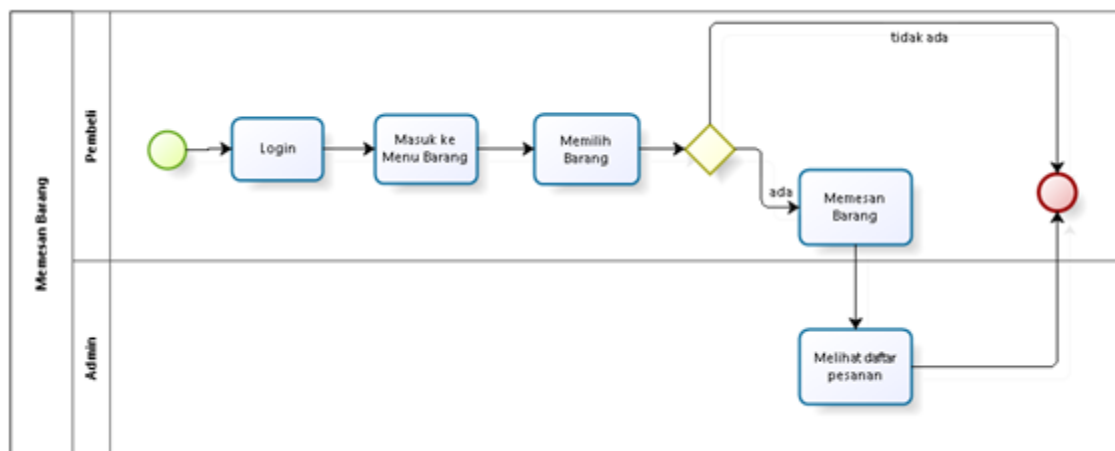 Memesan Barang
Pembeli
Login
Masuk ke
Menu Barang
Memilih
Barang
tidak ada
ada
Memesan
Barang
Admin
Melihat daftar
pesanan